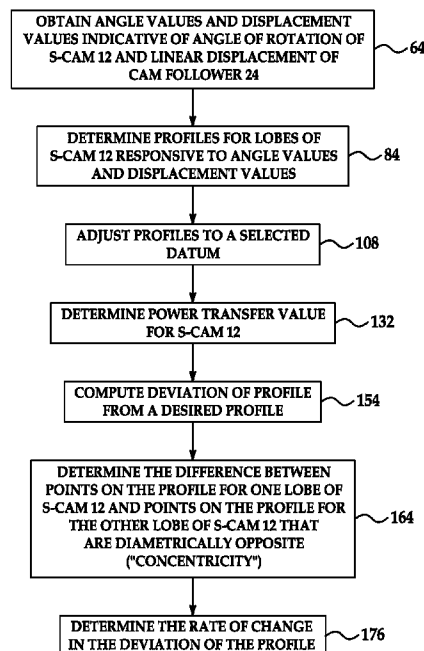 OBTAIN ANGLE VALUES AND DISPLACEMENT
VALUES INDICATIVE OF ANGLE OF ROTATION OF
S-CAM 12 AND LINEAR DISPLACEMENT OF
CAM FOLLOWER 24
64
DETERMINE PROFILES FOR LOBES OF
S-CAM 12 RESPONSIVE TO ANGLE VALUES
AND DISPLACEMENT VALUES
84
ADJUST PROFILES TO A SELECTED
DATUM
108
DETERMINE POWER TRANSFER VALUE
FOR S-CAM 12
132
COMPUTE DEVIATION OF PROFILE
FROM A DESIRED PROFILE
154
DETERMINE THE DIFFERENCE BETWEEN
POINTS ON THE PROFILE FOR ONE LOBE OF
S-CAM 12 AND POINTS ON THE PROFILE FOR
THE OTHER LOBE OF S-CAM 12 THAT
ARE DIAMETRICALLY OPPOSITE
("CONCENTRICITY")
164
DETERMINE THE RATE OF CHANGE
IN THE DEVIATION OF THE PROFILE
176